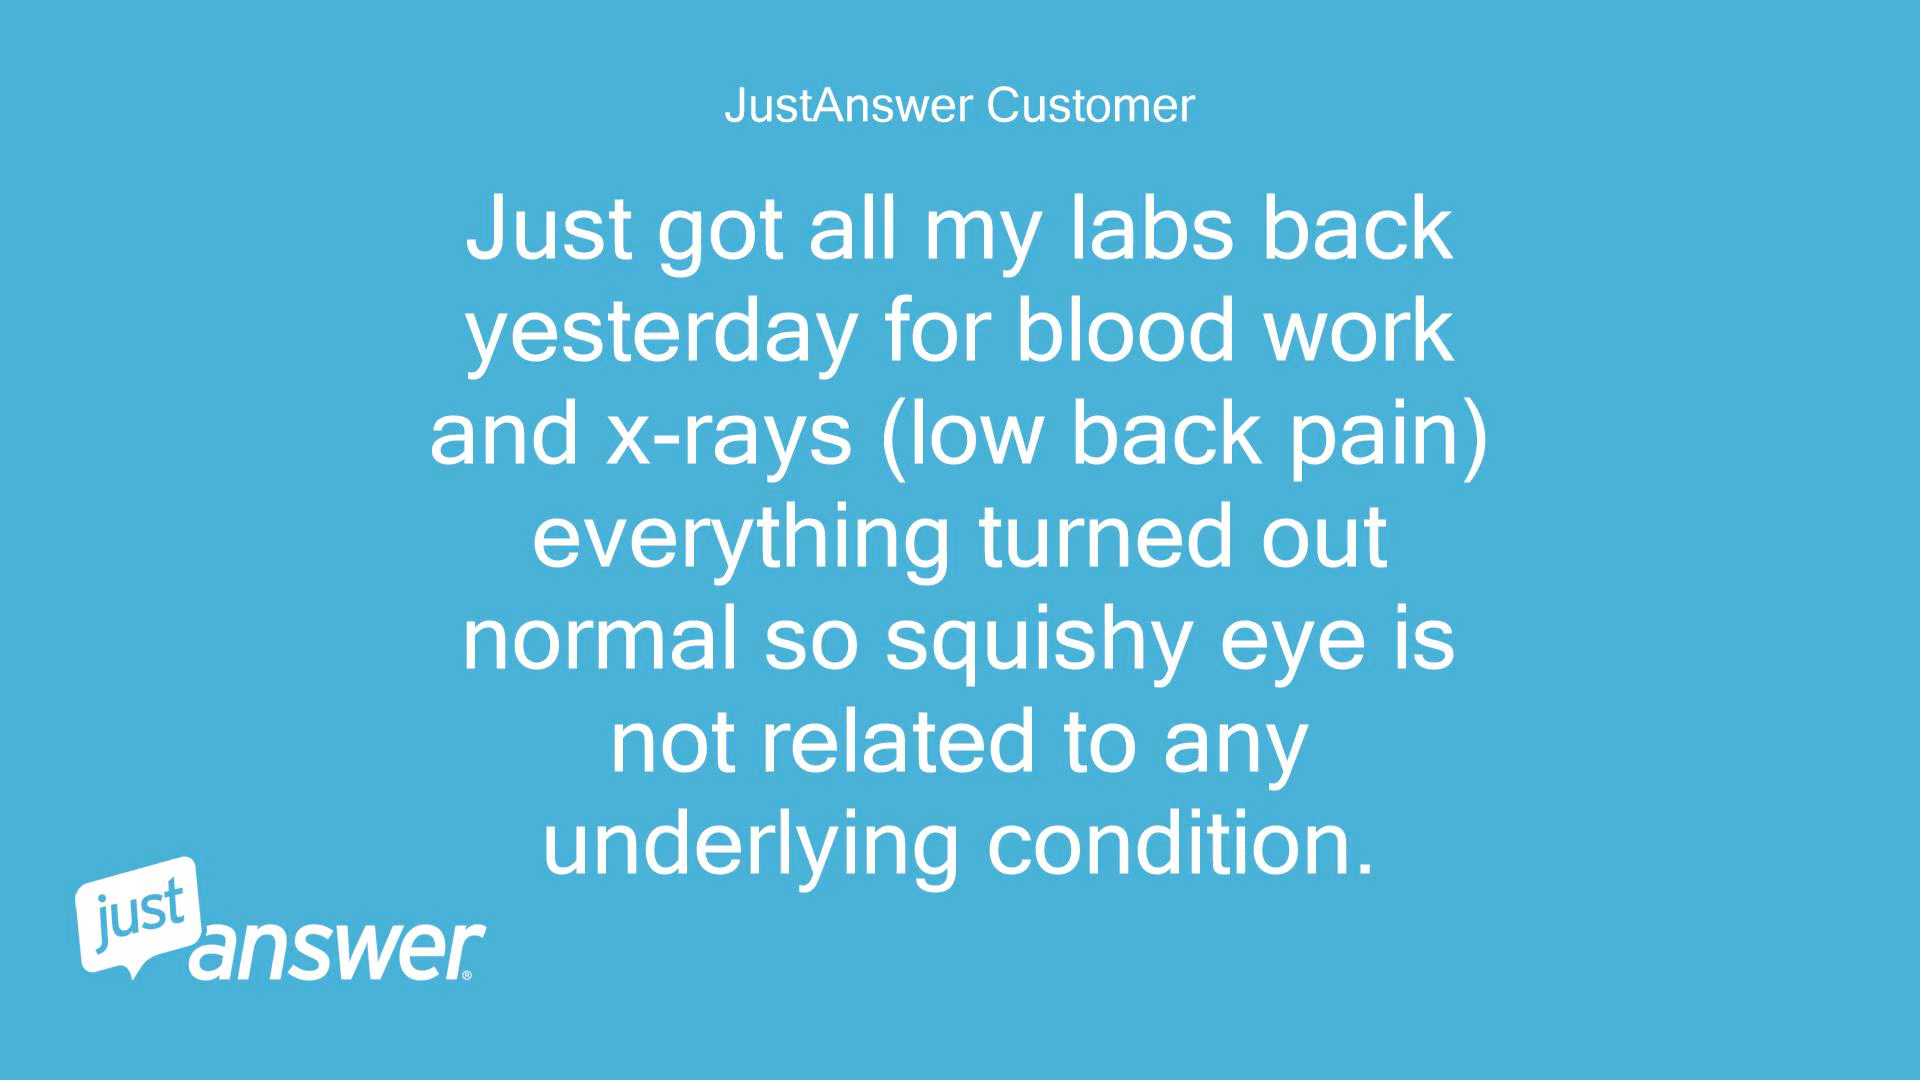 JustAnswer Customer
Just got all my labs back
yesterday for blood work
and x-rays (low back pain)
everything turned out
normal so squishy eye is
not related to any
underlying condition.
just
answer®